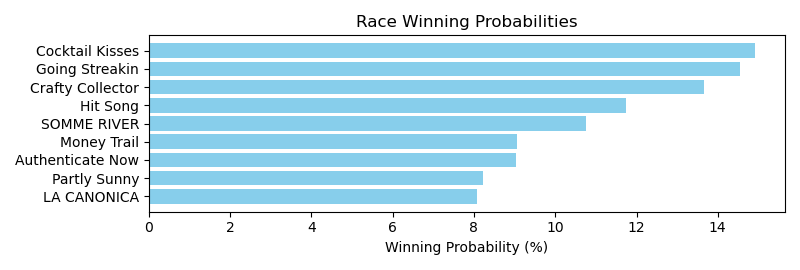 Race Winning Probabilities
Cocktail Kisses
Going Streakin
Crafty Collector
Hit Song
SOMME RIVER
Money Trail
Authenticate Now
Partly Sunny
LA CANONICA
0 2 4 6 8 10 12 14
Winning Probability (%)